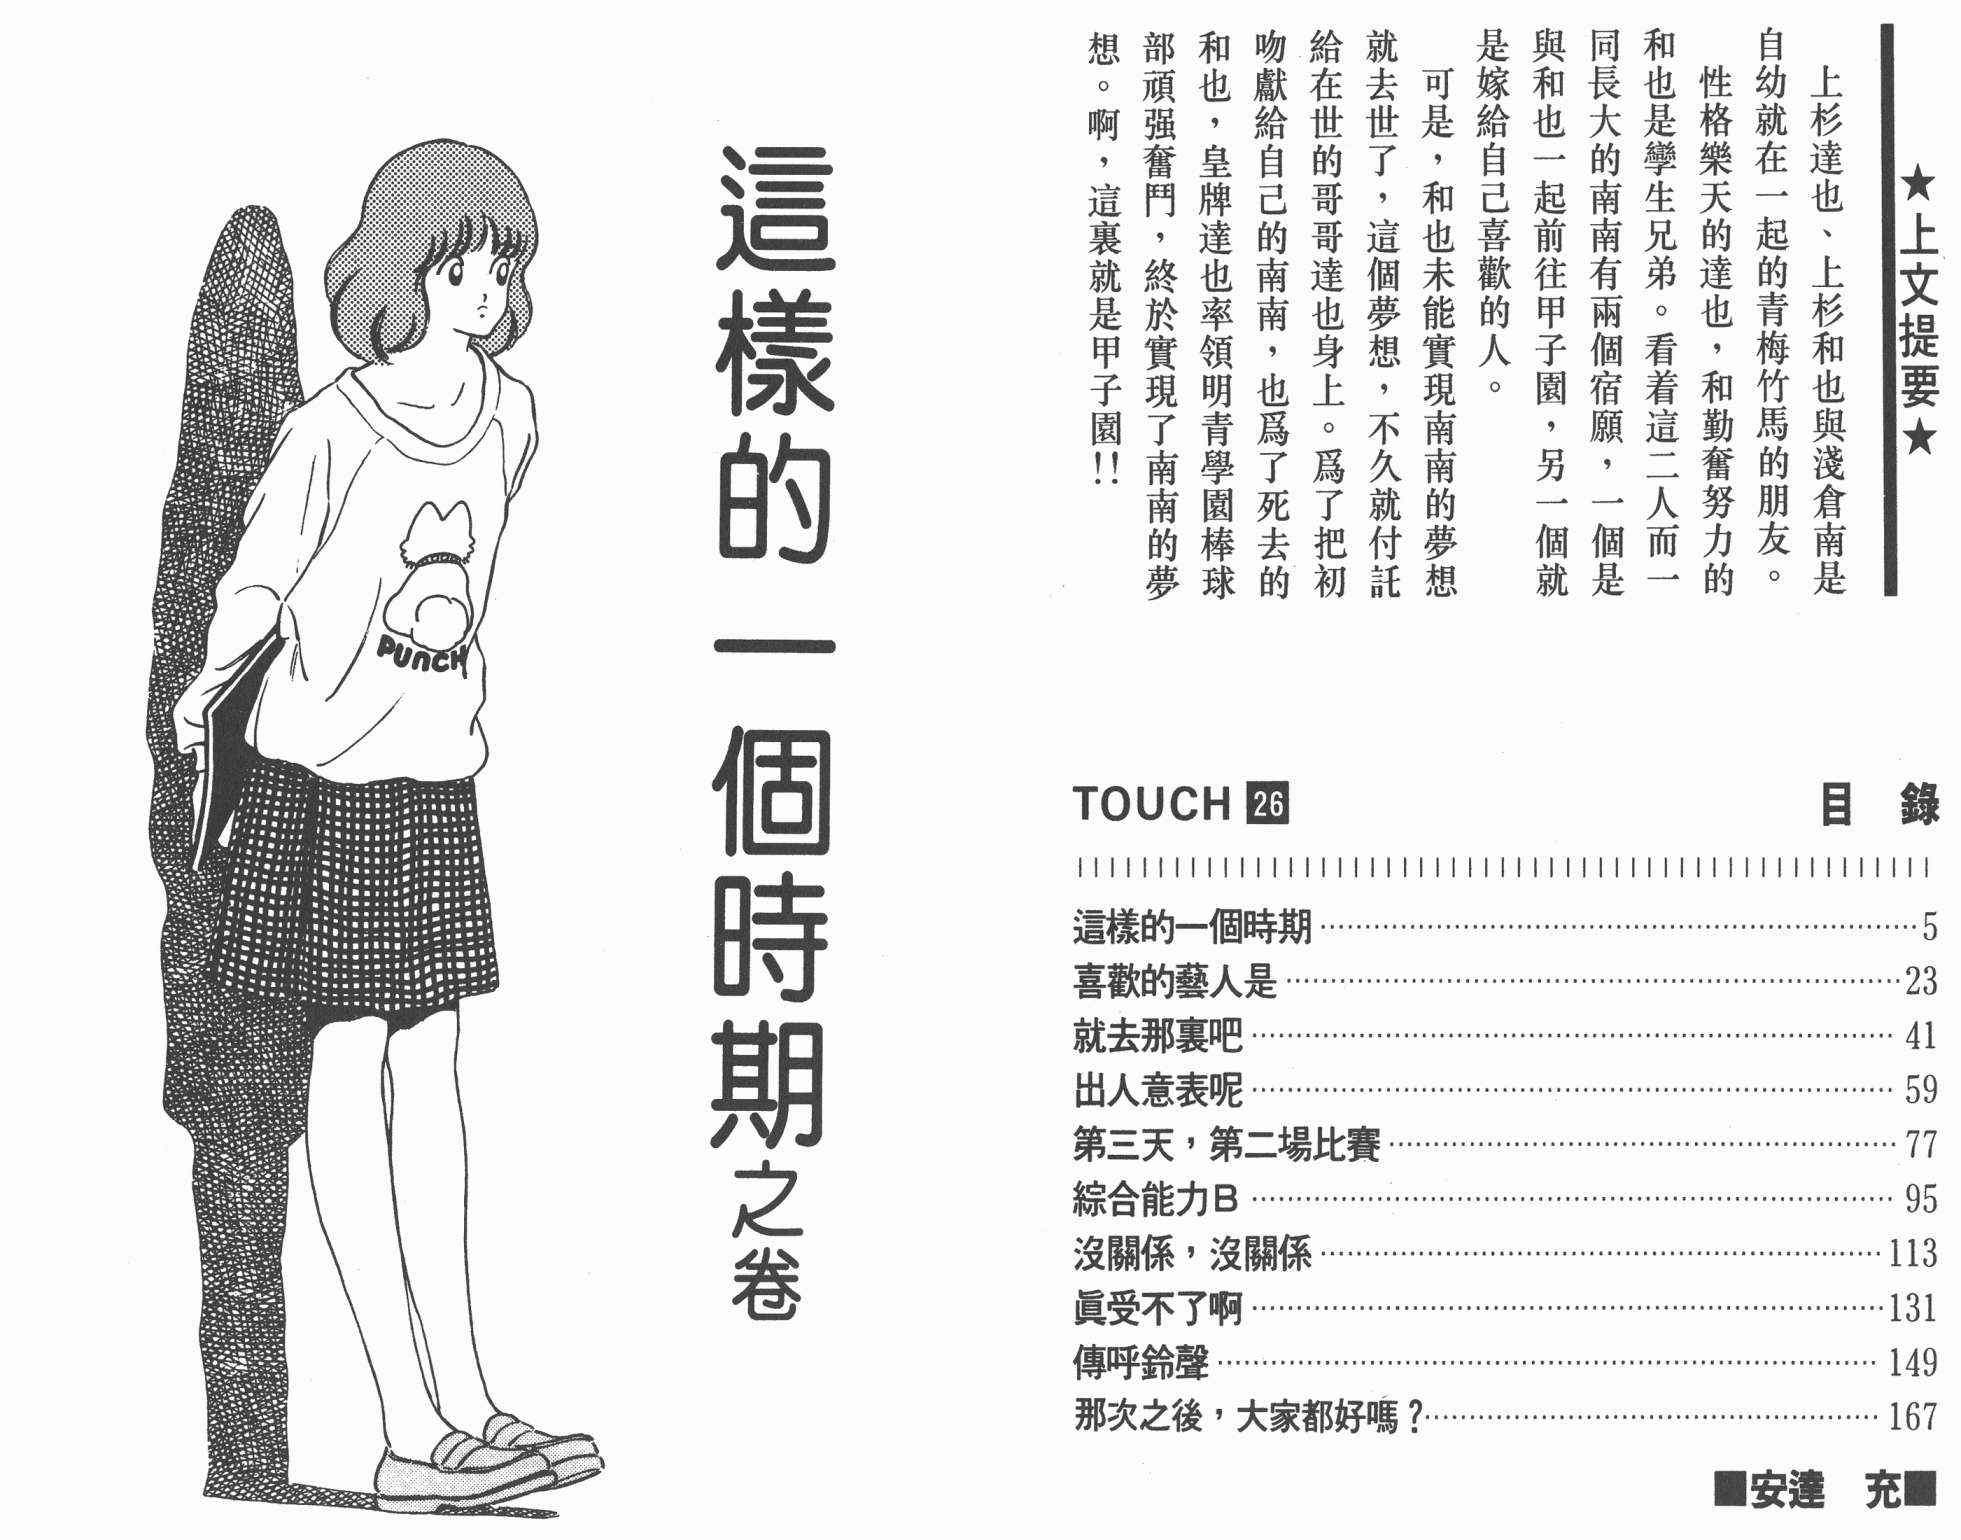 ★上文提要★
上杉達也、上杉和也與淺倉南是
自幼就在一起的青梅竹馬的朋友。
性格樂天的達也，和勤奮努力的
和也是孿生兄弟。看着這二人而一
同長大的南南有兩個宿願，一個是
與和也一起前往甲子園，另一個就
是嫁給自己喜歡的人。
可是，和也未能實現南南的夢想
就去世了，這個夢想，不久就付託
給在世的哥哥達也身上。爲了把初
吻獻給自己的南南，也爲了死去的
和也，皇牌達也率領明青學園棒球
部頑强奮鬥，終於實現了南南的夢
想。啊，這裏就是甲子園!!
TOUCH 26 目 錄
這樣的一個時期 5
喜歡的藝人是 23
就去那裏吧 41
出人意表呢 59
第三天，第二場比賽 77
綜合能力B 95
沒關係，沒關係 113
眞受不了啊 131
傳呼鈴聲 149
那次之後，大家都好嗎？ 167
■安達 充■
這樣的一個時期之卷
PUNCH